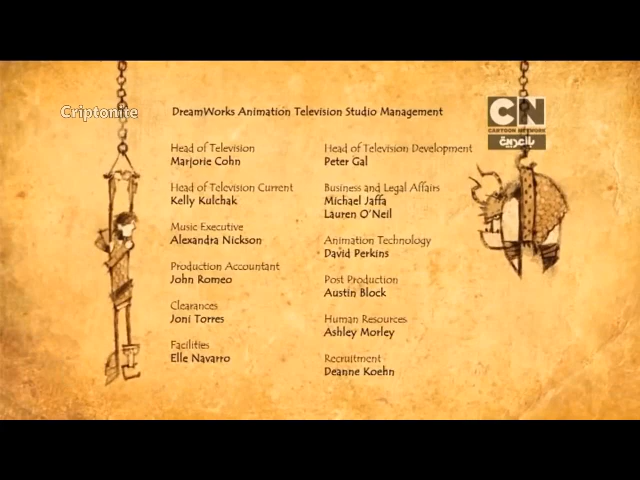 Criptonite
DreamWorks Animation Television Studio Management
CN
CARTOON NETWORK
بالعربية
Head of Television
Marjorie Cohn
Head of Television Current
Kelly Kulchak
Music Executive
Alexandra Nickson
Production Accountant
John Romeo
Clearances
Joni Torres
Facilities
Elle Navarro
Head of Television Development
Peter Gal
Business and Legal Affairs
Michael Jaffa
Lauren O'Neil
Animation Technology
David Perkins
Post Production
Austin Block
Human Resources
Ashley Morley
Recruitment
Deanne Koehn